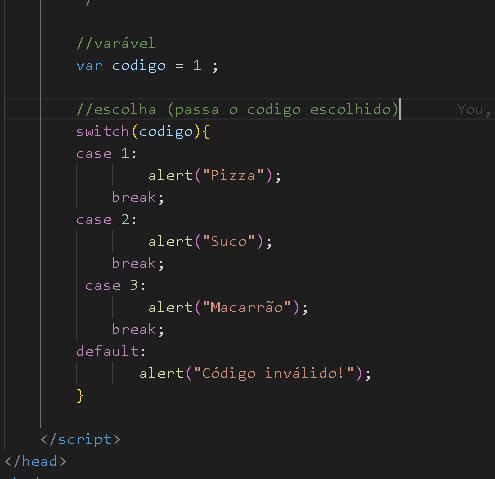 //varável
var codigo = 1 ;
//escolha (passa o codigo escolhido)
You,
switch(codigo){
case 1:
alert("Pizza");
break;
case 2:
alert("Suco");
break;
case 3:
alert("Macarrão");
break;
default:
alert("Código inválido!");
}
</script>
</head>